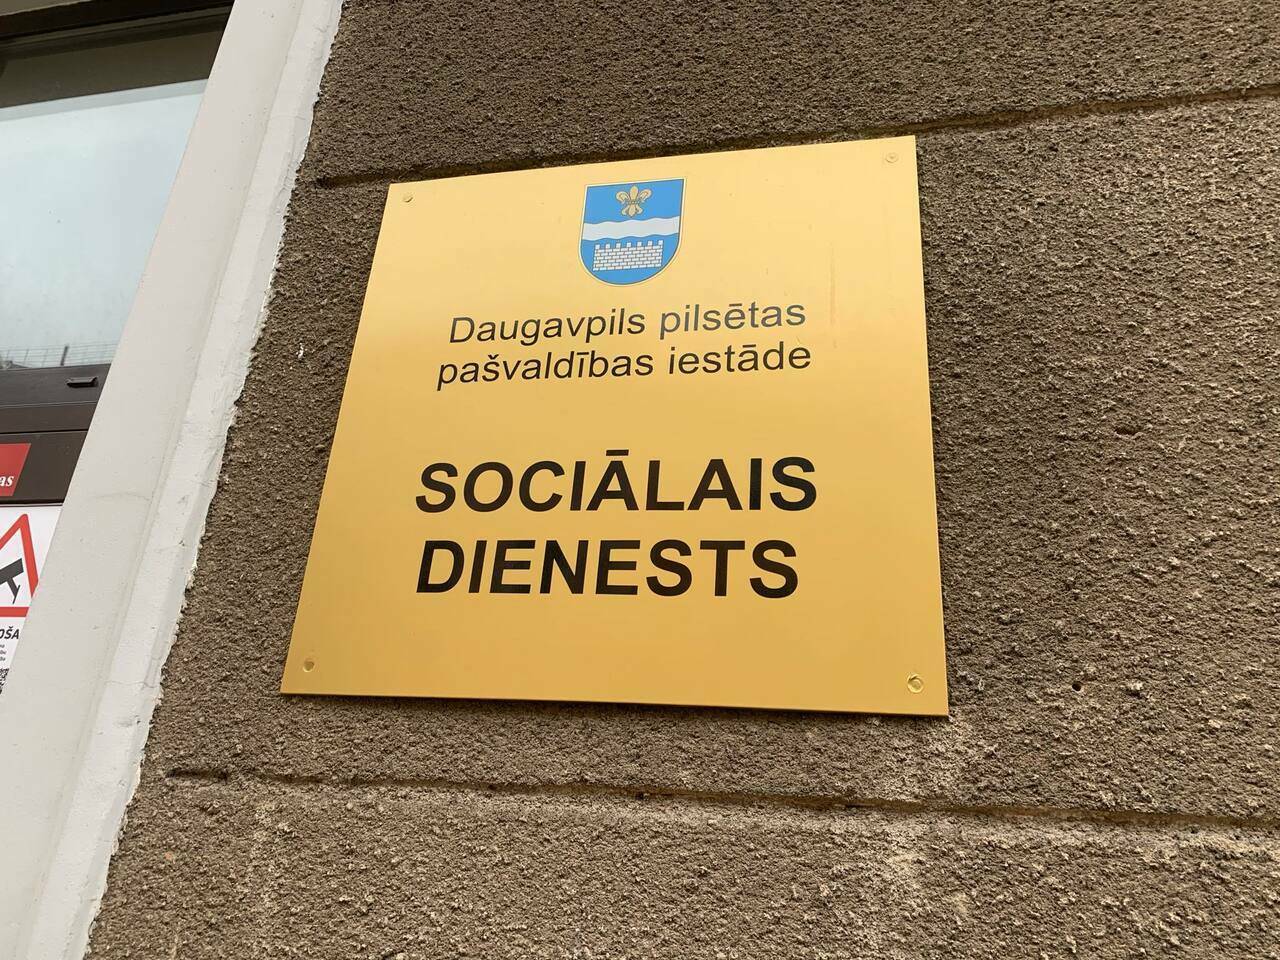 Daugavpils pilsētas
pašvaldības iestāde
SOCIĀLAIS
DIENESTS